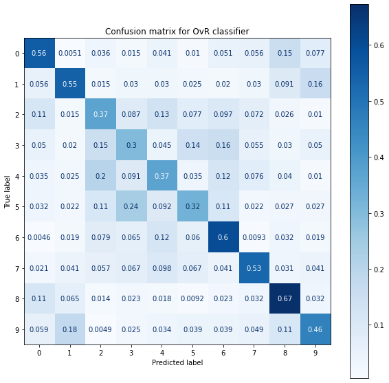 Confusion matrix for OvR classifier
0 0.56 0.0051 0.036 0.015 0.041 0.01 0.051 0.056 0.15 0.077
1 0.056 0.55 0.015 0.03 0.03 0.025 0.02 0.03 0.091 0.16
2 0.11 0.015 0.37 0.087 0.13 0.077 0.097 0.072 0.026 0.01
3 0.05 0.02 0.15 0.3 0.045 0.14 0.16 0.055 0.03 0.05
4 0.035 0.025 0.2 0.091 0.37 0.035 0.12 0.076 0.04 0.01
5 0.032 0.022 0.11 0.24 0.092 0.32 0.11 0.022 0.027 0.027
6 0.0046 0.019 0.079 0.065 0.12 0.06 0.6 0.0093 0.032 0.019
7 0.021 0.041 0.057 0.067 0.098 0.067 0.041 0.53 0.031 0.041
8 0.11 0.065 0.014 0.023 0.018 0.0092 0.023 0.032 0.67 0.032
9 0.059 0.18 0.0049 0.025 0.034 0.039 0.039 0.049 0.11 0.46
0 1 2 3 4 5 6 7 8 9
Predicted label
True label
0.6
0.5
0.4
0.3
0.2
0.1